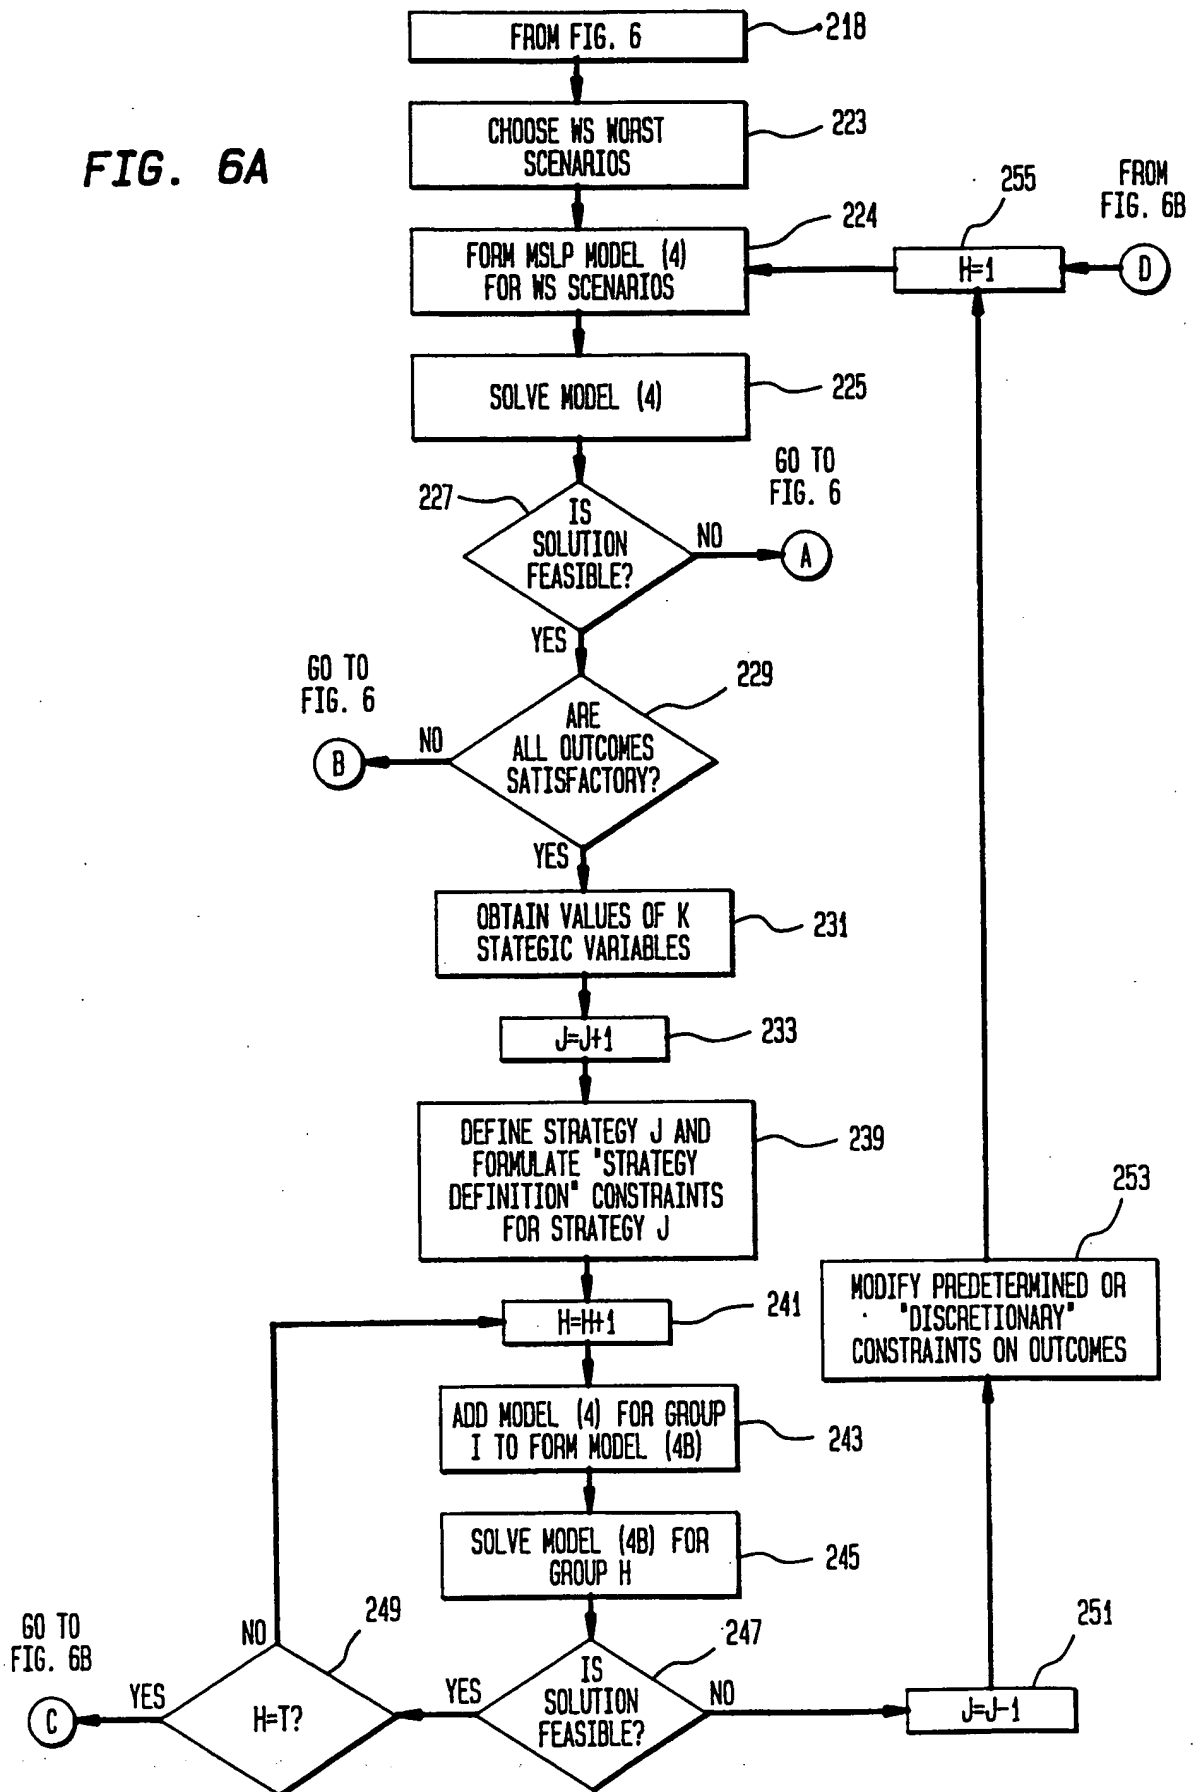 FIG. 6A
FROM FIG. 6
218
CHOOSE WS WORST
SCENARIOS
223
FORM MSLP MODEL (4)
FOR WS SCENARIOS
224
255
H=1
FROM
FIG. 6B
D
SOLVE MODEL (4)
225
227
IS
SOLUTION
FEASIBLE?
NO
GO TO
FIG. 6
A
YES
229
ARE
ALL OUTCOMES
SATISFACTORY?
NO
GO TO
FIG. 6
B
YES
OBTAIN VALUES OF K
STATEGIC VARIABLES
231
J=J+1
233
DEFINE STRATEGY J AND
FORMULATE "STRATEGY
DEFINITION" CONSTRAINTS
FOR STRATEGY J
239
253
MODIFY PREDETERMINED OR
"DISCRETIONARY"
CONSTRAINTS ON OUTCOMES
H=H+1
241
ADD MODEL (4) FOR GROUP
I TO FORM MODEL (4B)
243
SOLVE MODEL (4B) FOR
GROUP H
245
247
IS
SOLUTION
FEASIBLE?
NO
251
J=J-1
YES
249
H=T?
NO
YES
GO TO
FIG. 6B
C